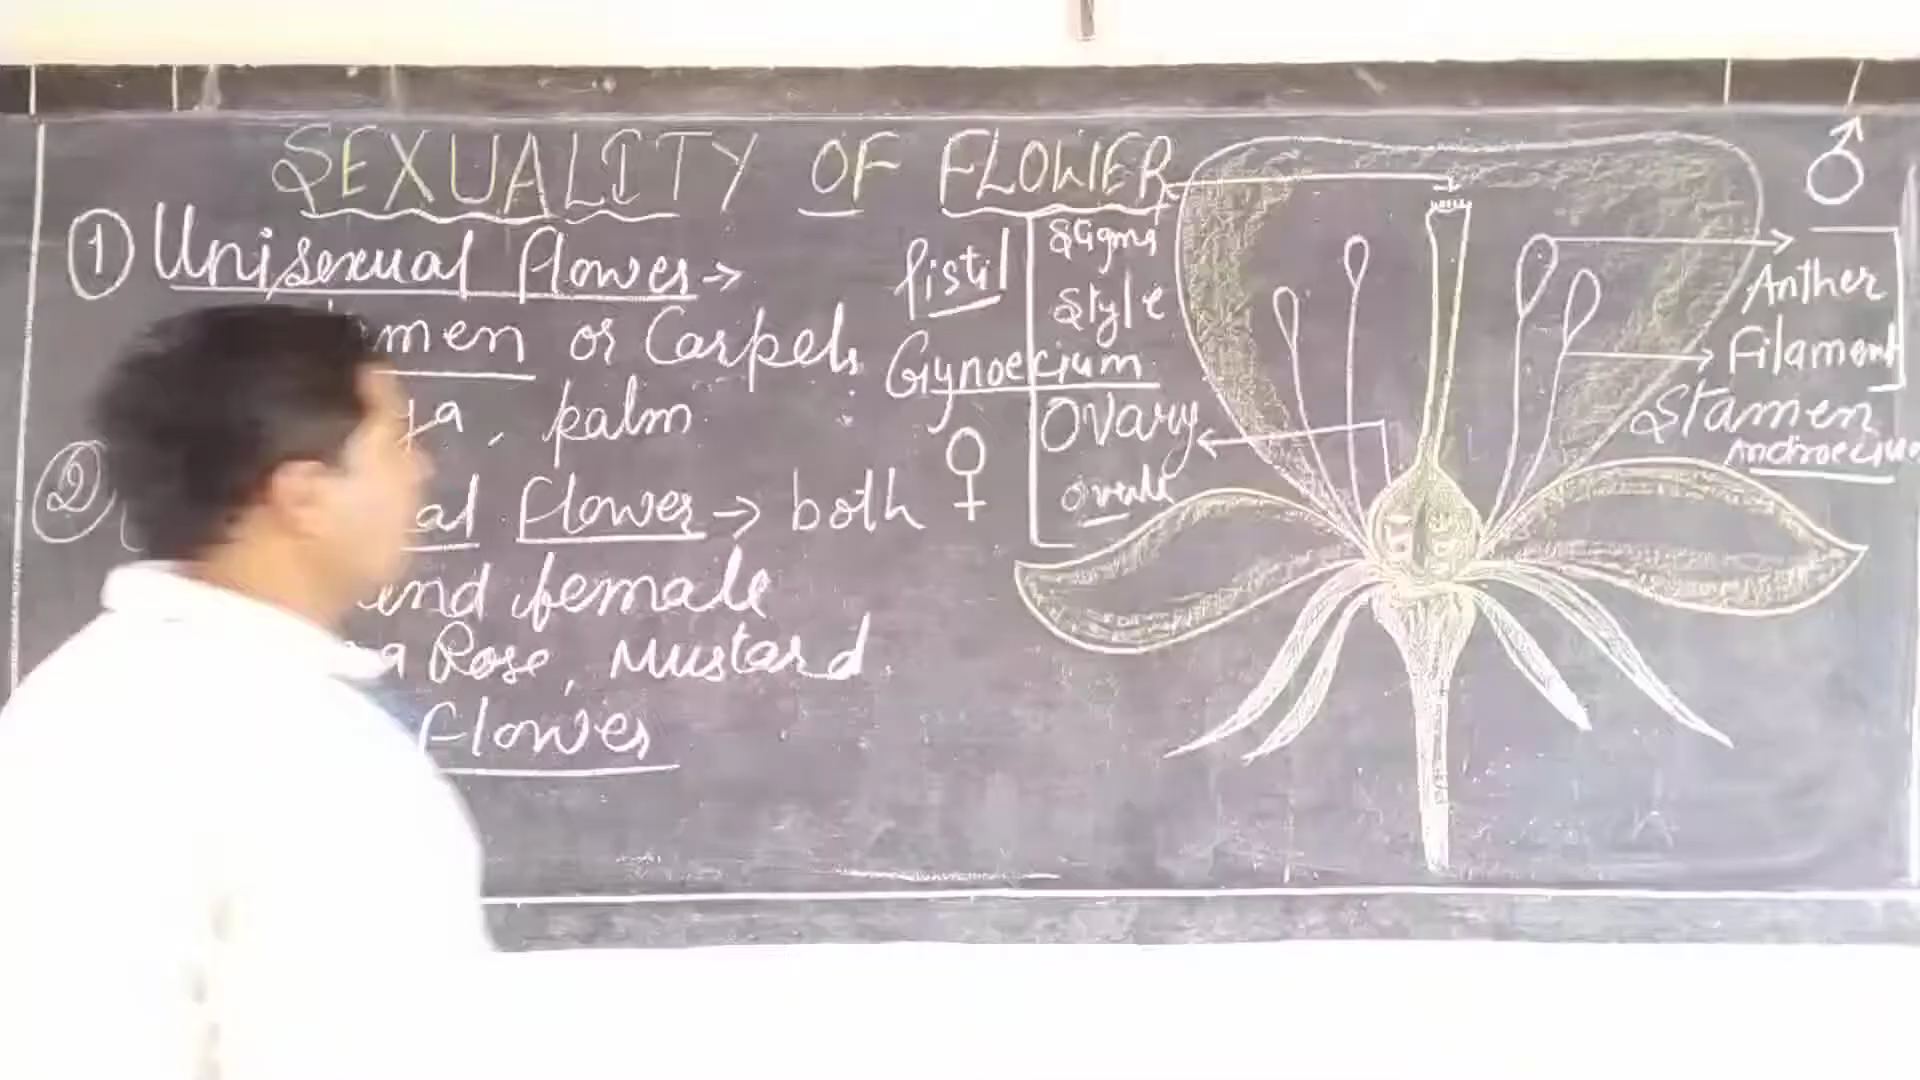 SEXUALITY OF FLOWER
① Unisexual flower →
men or Carpels
palm
② al flower → both
and female
Rose, Mustard
Flower
Pistil
Gynoecium
♀
Stigma
Style
Ovary
Ovule
♂
Anther
Filament
Stamen
Androecium